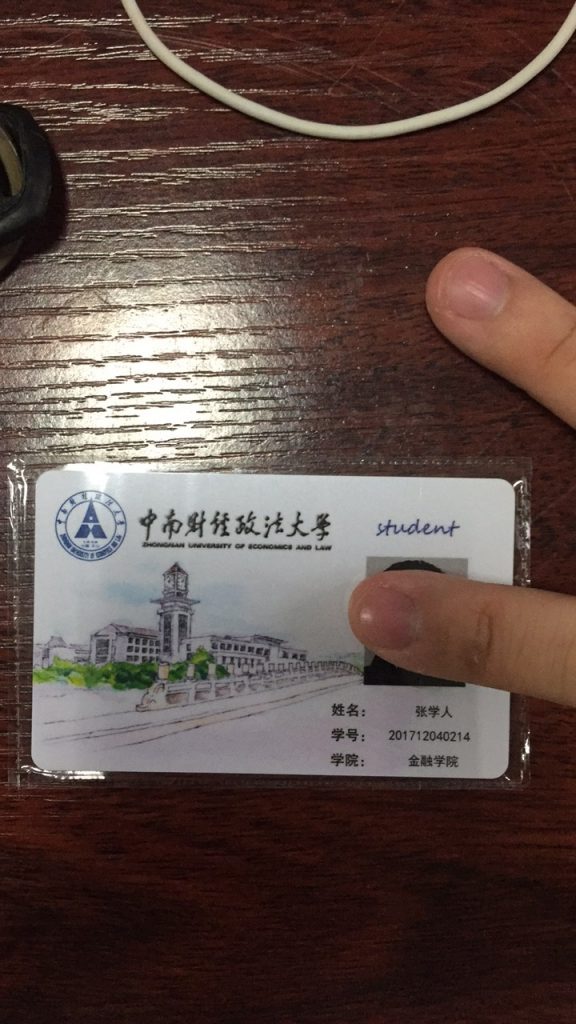 中南财经政法大学
ZHONGNAN UNIVERSITY OF ECONOMICS AND LAW
student
姓名： 张学人
学号： 201712040214
学院： 金融学院